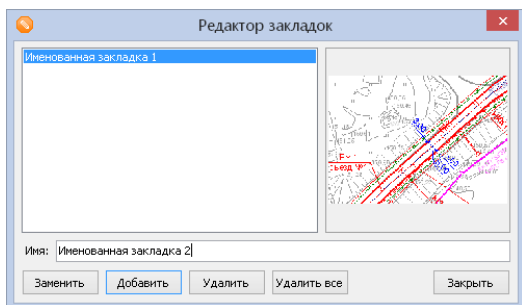 Редактор закладок
Именованная закладка 1
Имя: Именованная закладка 2
Заменить Добавить Удалить Удалить все Закрыть